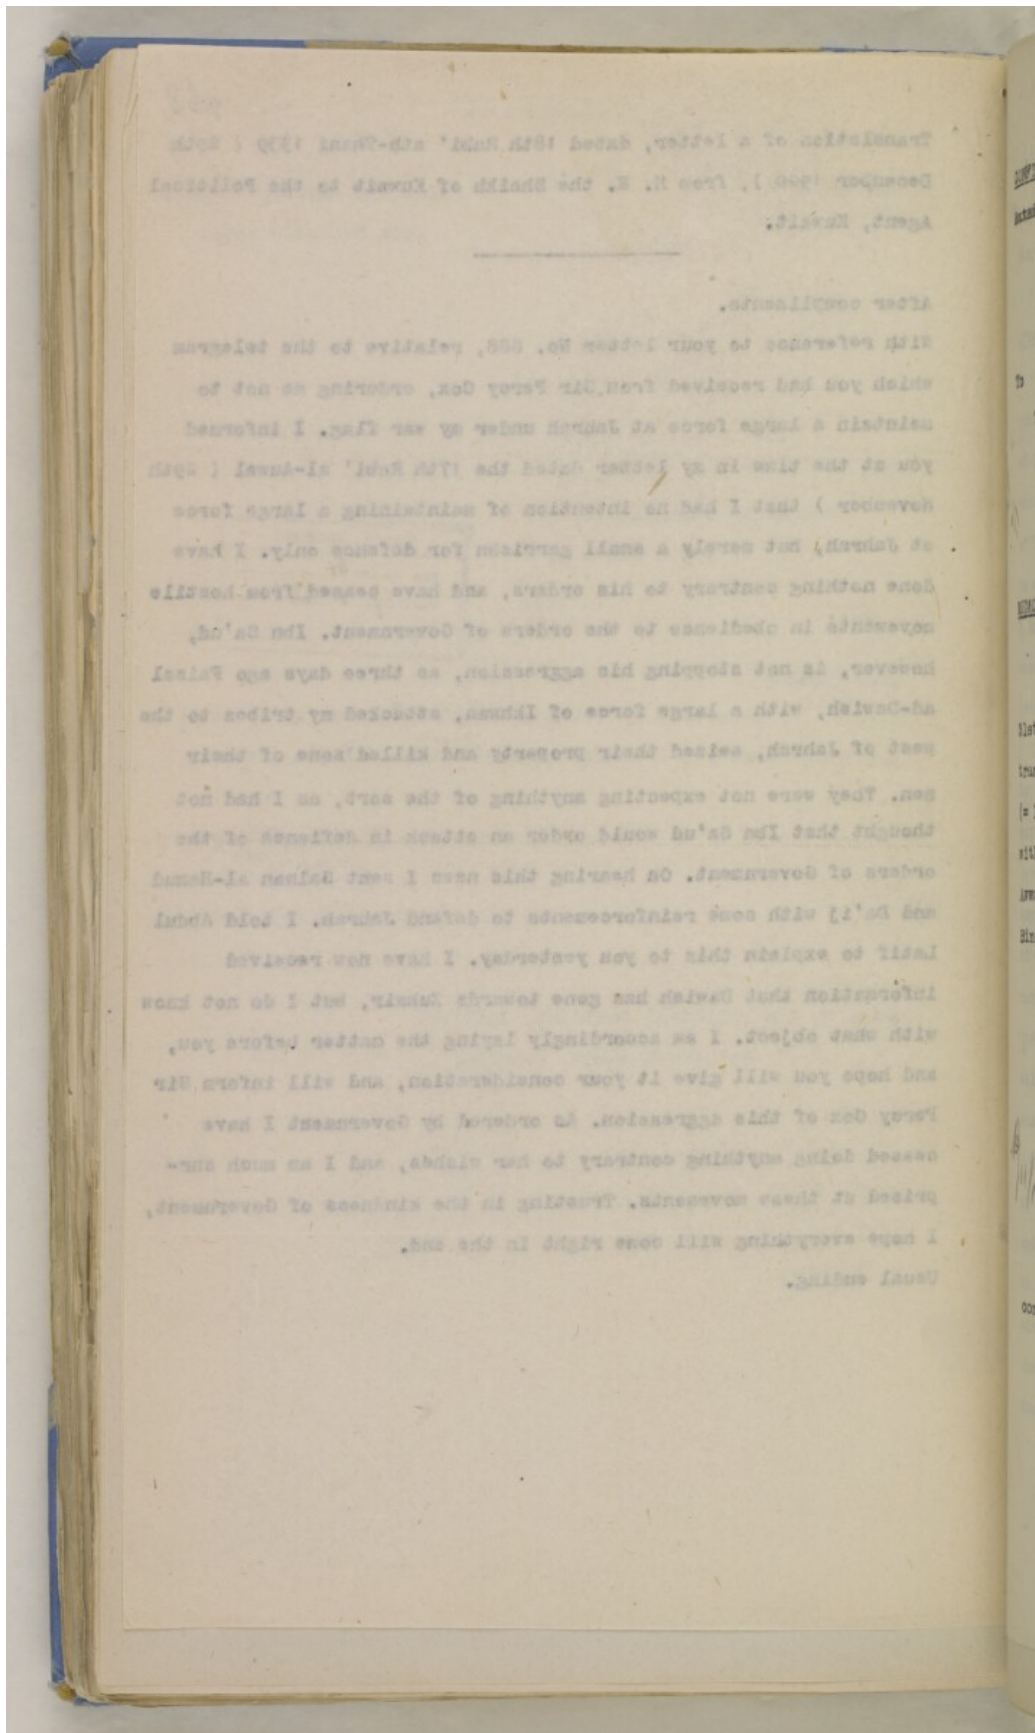 Translation of a letter, dated 18th Rabi' ath-Thani 1339 ( 29th
December 1920 ), from H. E. the Shaikh of Kuwait to the Political
Agent, Kuwait.
After compliments.
With reference to your letter No. relative to the telegram
which you had received from Sir Percy Cox, ordering me not to
maintain a large force at Jahrah under my war flag. I informed
you at the time in my letter dated the 17th Rabi' al-Auwal ( 29th
November ) that I had no intention of maintaining a large force
at Jahrah, but merely a small garrison for defence only. I have
done nothing contrary to his orders, and have ceased from hostile
movements in obedience to the orders of Government. Ibn Sa'ud,
however, is not stopping his aggression, as three days ago Faisal
ad-Dawish, with a large force of Ikhwan, attacked my tribes to the
west of Jahrah, seized their property and killed some of their
men. They were not expecting anything of the sort, as I had not
thought that Ibn Sa'ud would order an attack in defiance of the
orders of Government. On hearing this news I sent Salman al-Hamud
and Da'ij with some reinforcements to defend Jahrah. I told Abdul
Latif to explain this to you yesterday. I have now received
information that Dawish has gone towards Zubair, but I do not know
with what object. I am accordingly laying the matter before you,
and hope you will give it your consideration, and will inform Sir
Percy Cox of this aggression. As ordered by Government I have
ceased doing anything contrary to her wishes, and I am much sur-
prised at these movements. Trusting in the kindness of Government,
I hope everything will come right in the end.
Usual ending.